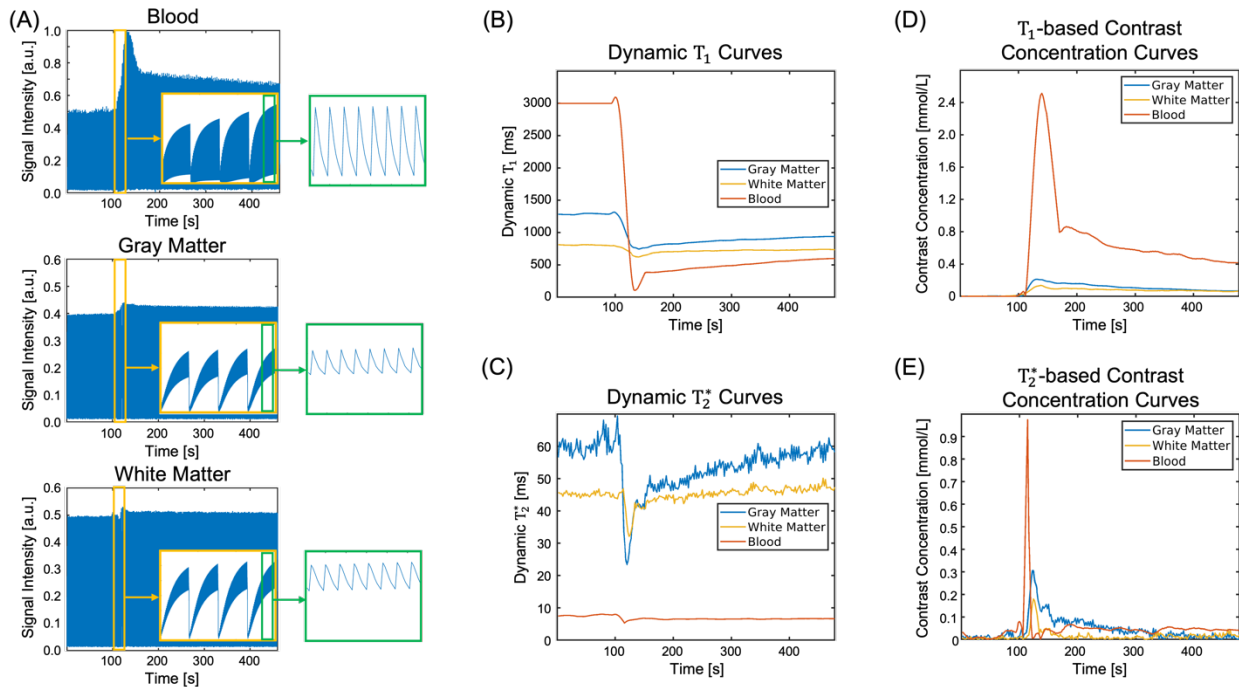 (A)
Blood
Signal Intensity [a.u.]
1.0
0.8
0.6
0.4
0.2
0.0
100 200 300 400
Time [s]
Gray Matter
Signal Intensity [a.u.]
0.6
0.5
0.4
0.3
0.2
0.1
0.0
100 200 300 400
Time [s]
White Matter
Signal Intensity [a.u.]
0.6
0.5
0.4
0.3
0.2
0.1
0.0
100 200 300 400
Time [s]
(B)
Dynamic T₁ Curves
Dynamic T₁ [ms]
3000
2500
2000
1500
1000
500
0
Gray Matter
White Matter
Blood
100 200 300 400
Time [s]
(C)
Dynamic T₂* Curves
Dynamic T₂* [ms]
60
50
40
30
20
10
0
Gray Matter
White Matter
Blood
100 200 300 400
Time [s]
(D)
T₁-based Contrast
Concentration Curves
Contrast Concentration [mmol/L]
2.4
2.0
1.6
1.2
0.8
0.4
0
Gray Matter
White Matter
Blood
100 200 300 400
Time [s]
(E)
T₂*-based Contrast
Concentration Curves
Contrast Concentration [mmol/L]
0.9
0.8
0.7
0.6
0.5
0.4
0.3
0.2
0.1
0
Gray Matter
White Matter
Blood
100 200 300 400
Time [s]